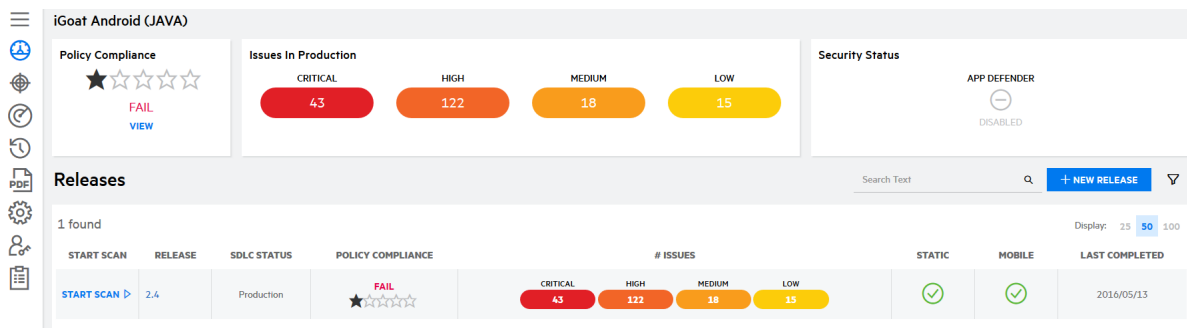 iGoat Android (JAVA)
Policy Compliance
FAIL
VIEW
Issues In Production
CRITICAL HIGH MEDIUM LOW
43 122 18 15
Security Status
APP DEFENDER
DISABLED
PDF
Releases
Search Text
+ NEW RELEASE
1 found
Display: 25 50 100
START SCAN RELEASE SDLC STATUS POLICY COMPLIANCE # ISSUES STATIC MOBILE LAST COMPLETED
START SCAN 2.4 Production FAIL CRITICAL HIGH MEDIUM LOW 2016/05/13
43 122 18 15